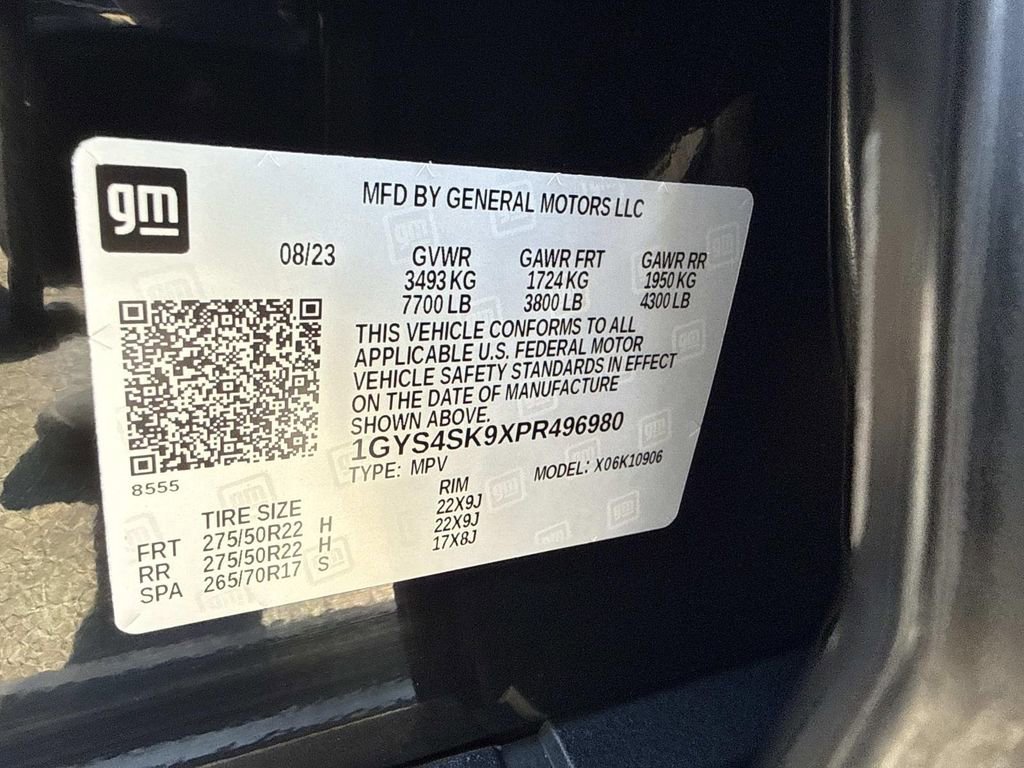 gm
MFD BY GENERAL MOTORS LLC
08/23 GVWR GAWR FRT GAWR RR
3493 KG 1724 KG 1950 KG
7700 LB 3800 LB 4300 LB
THIS VEHICLE CONFORMS TO ALL
APPLICABLE U.S. FEDERAL MOTOR
VEHICLE SAFETY STANDARDS IN EFFECT
ON THE DATE OF MANUFACTURE
SHOWN ABOVE.
1GYS4SK9XPR496980
TYPE: MPV MODEL: X06K10906
8555
TIRE SIZE RIM
FRT 275/50R22 H 22X9J
RR 275/50R22 H 22X9J
SPA 265/70R17 S 17X8J